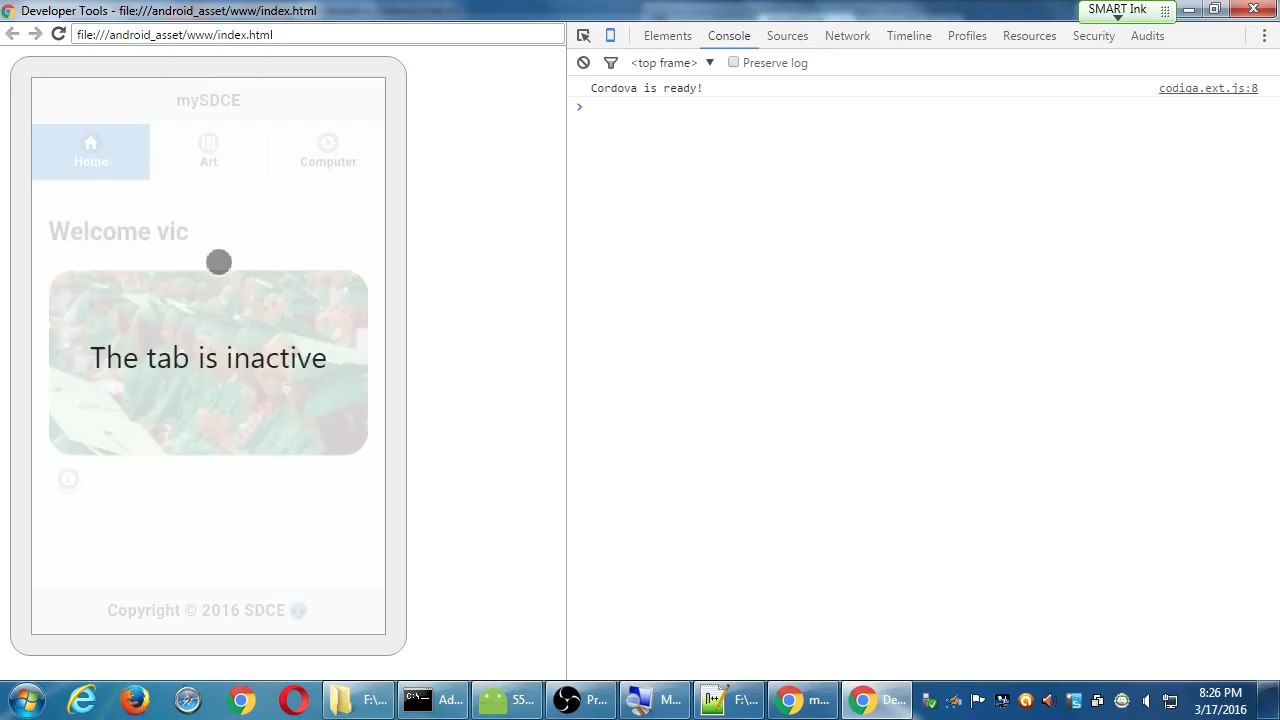 Developer Tools - file:///android_asset/www/index.html
SMART Ink
file:///android_asset/www/index.html
Elements Console Sources Network Timeline Profiles Resources Security Audits
<top frame> ▼ Preserve log
Cordova is ready! codiqa.ext.js:8
>
mySDCE
Home Art Computer
Welcome vic
The tab is inactive
Copyright © 2016 SDCE
F:\... Ad... 55... Pr... M... F:\... m... De...
8:26 PM
3/17/2016